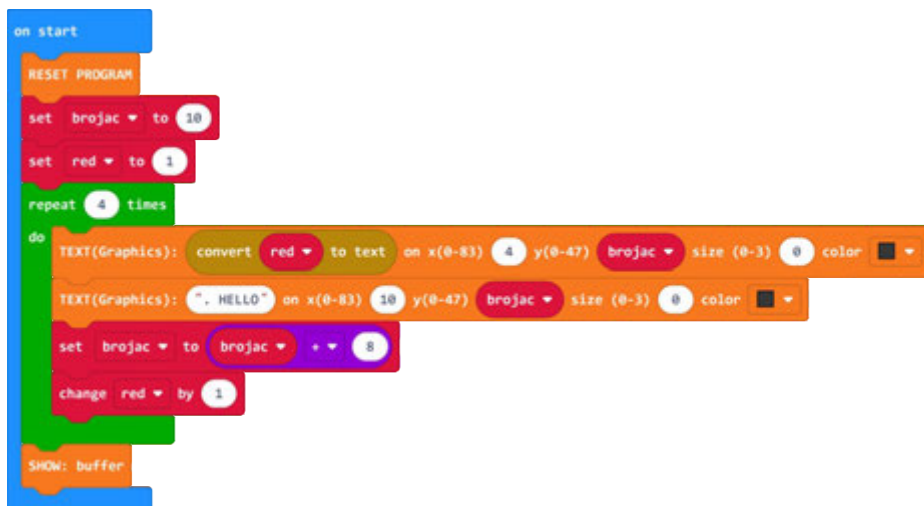 on start
RESET PROGRAM
set brojac to 10
set red to 1
repeat 4 times
do TEXT(Graphics): convert red to text on x(0-83) 4 y(0-47) brojac size (0-3) 0 color
TEXT(Graphics): ". HELLO" on x(0-83) 10 y(0-47) brojac size (0-3) 0 color
set brojac to brojac + 8
change red by 1
SHOW: buffer